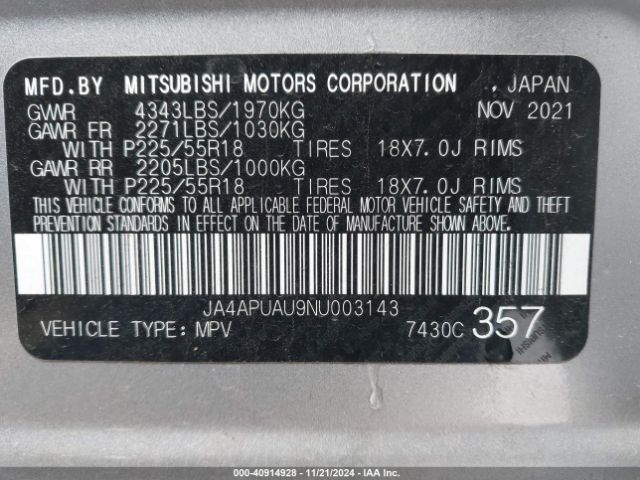 MFD.BY MITSUBISHI MOTORS CORPORATION , JAPAN
GVWR 4343LBS/1970KG NOV 2021
GAWR FR 2271LBS/1030KG
WITH P225/55R18 TIRES 18X7.0J RIMS
GAWR RR 2205LBS/1000KG
WITH P225/55R18 TIRES 18X7.0J RIMS
THIS VEHICLE CONFORMS TO ALL APPLICABLE FEDERAL MOTOR VEHICLE SAFETY AND THEFT
PREVENTION STANDARDS IN EFFECT ON THE DATE OF MANUFACTURE SHOWN ABOVE.
JA4APUAU9NU003143
VEHICLE TYPE: MPV 7430C 357
000-40914928 - 11/21/2024 - IAA Inc.